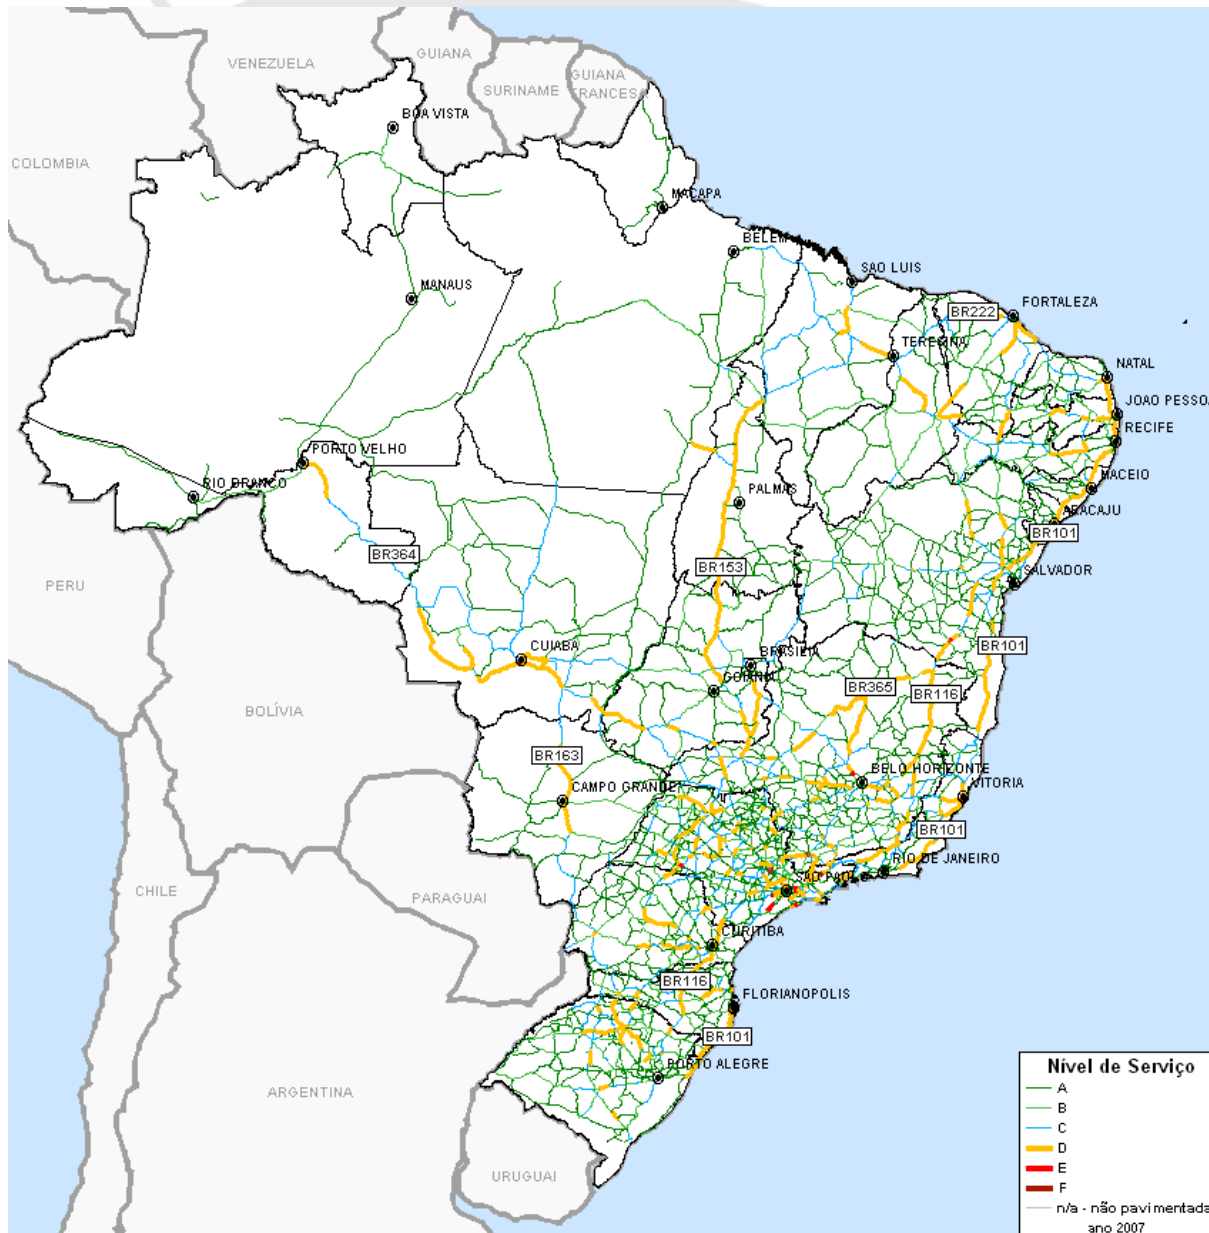 GUIANA
VENEZUELA
GUIANA
FRANCESA
SURINAME
BOA VISTA
COLOMBIA
MACAPA
BELEM
SAO LUIS
MANAUS
FORTALEZA
BR222
TERESINA
NATAL
JOAO PESSOA
RECIFE
PORTO VELHO
MACEIO
RIO BRANCO
PALMAS
ARACAJU
BR101
BR364
BR153
SALVADOR
PERU
BR101
BRASILIA
CUIABA
GOIANIA
BR365
BR116
BOLÍVIA
BR163
BELO HORIZONTE
CAMPO GRANDE
VITORIA
BR101
RIO DE JANEIRO
SAO PAULO
CHILE
PARAGUAI
CURITIBA
BR116
FLORIANOPOLIS
BR101
PORTO ALEGRE
ARGENTINA
URUGUAI
Nível de Serviço
A
B
C
D
E
F
n/a - não pavimentada
ano 2007